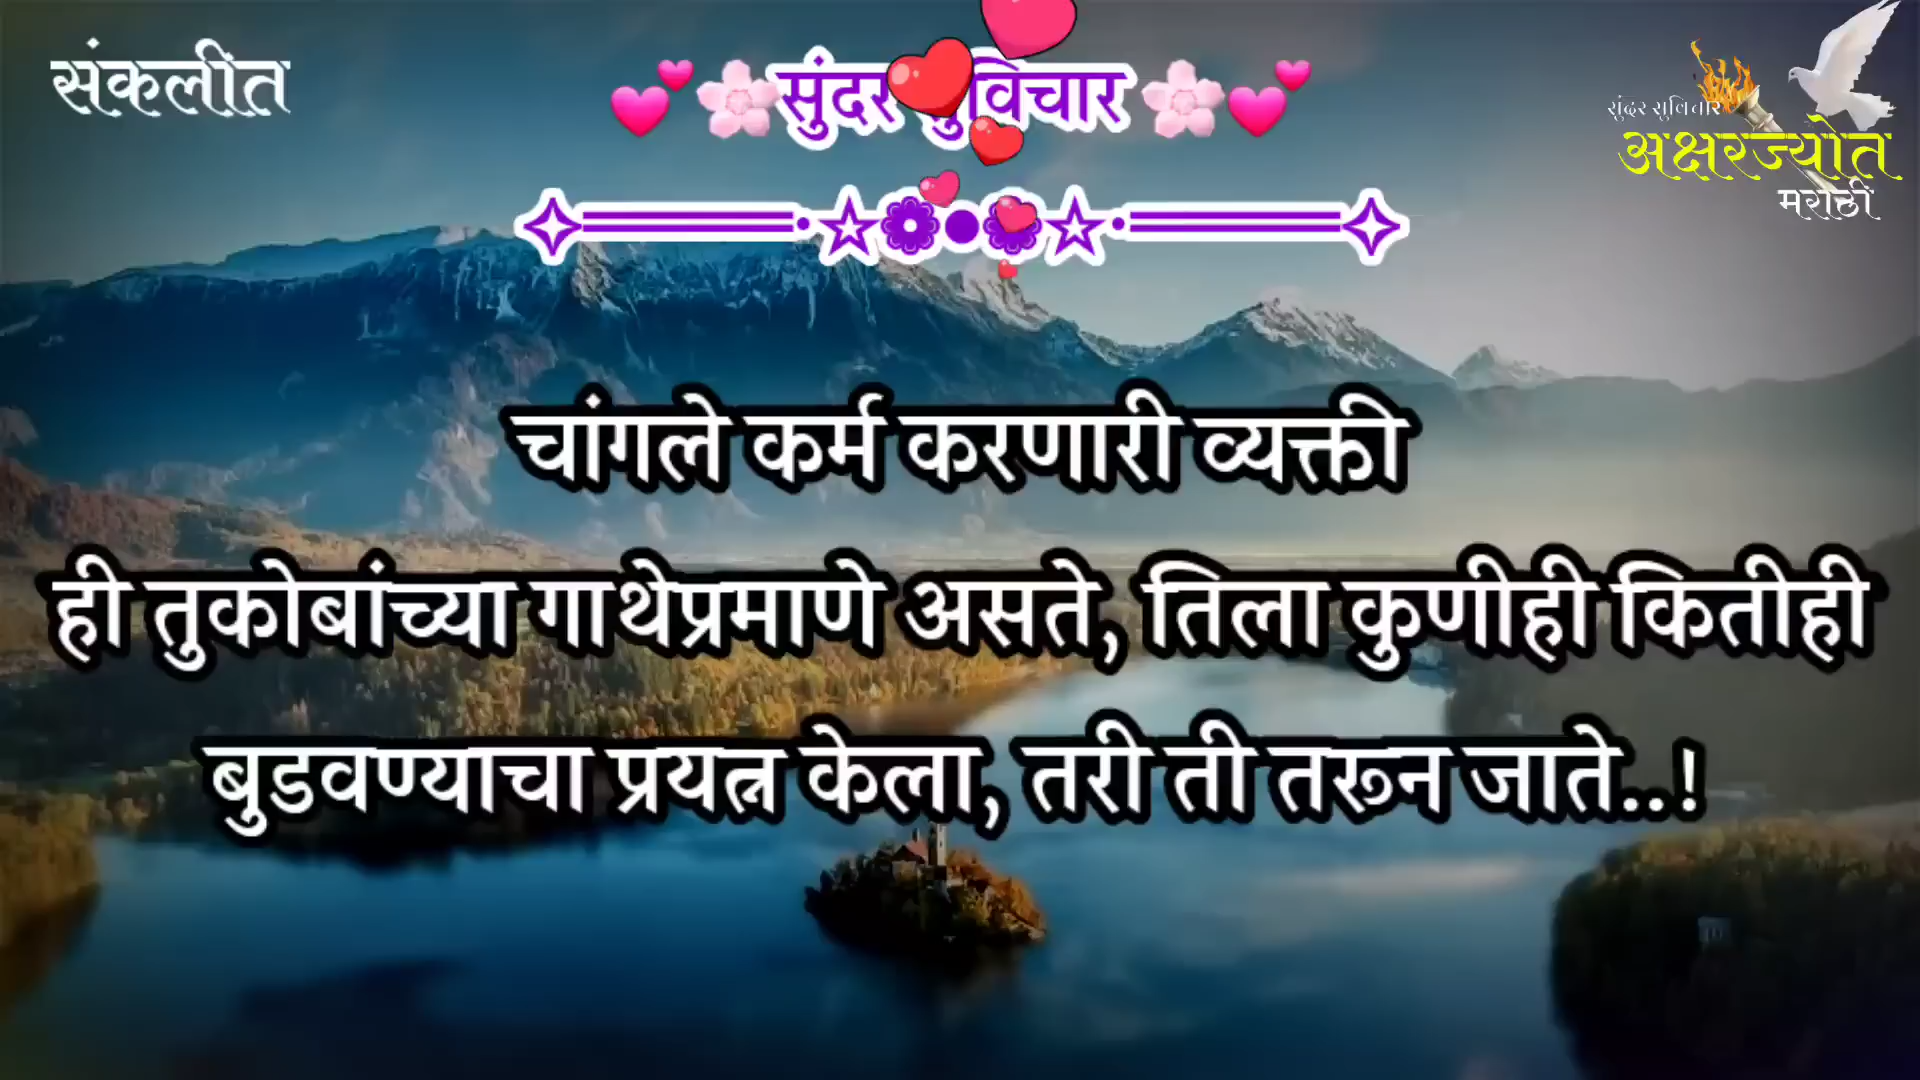 संकलीत
सुंदर सुविचार
सुंदर सुविचार
अक्षरज्योत
मराठी
चांगले कर्म करणारी व्यक्ती
ही तुकोबांच्या गाथेप्रमाणे असते, तिला कुणीही कितीही
बुडवण्याचा प्रयत्न केला, तरी ती तरून जाते..!